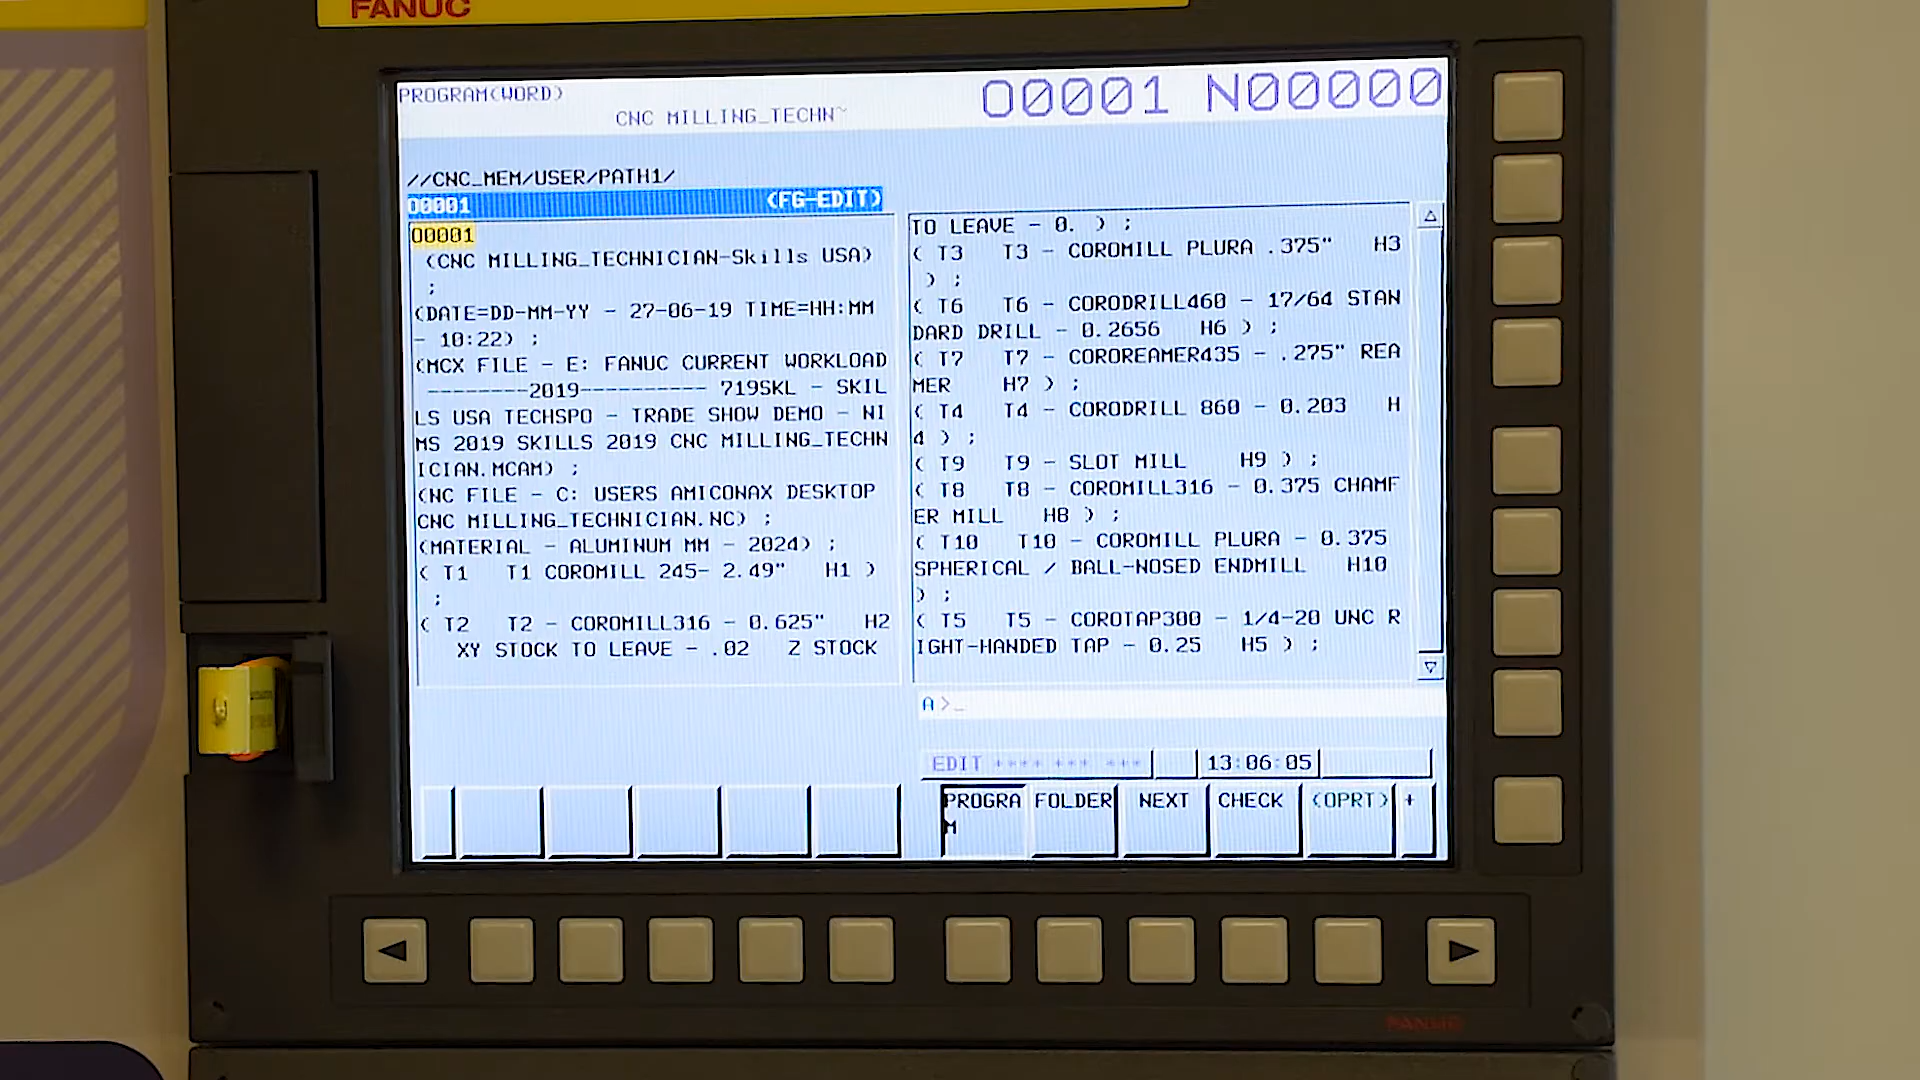 FANUC
PROGRAM(WORD)
CNC MILLING_TECHN~
O0001 N00000
//CNC_MEM/USER/PATH1/
O0001 (FG-EDIT)
O0001
(CNC MILLING_TECHNICIAN-Skills USA)
;
(DATE=DD-MM-YY - 27-06-19 TIME=HH:MM
- 10:22) ;
(MCX FILE - E: FANUC CURRENT WORKLOAD
--------2019---------- 719SKL - SKIL
LS USA TECHSPO - TRADE SHOW DEMO - NI
MS 2019 SKILLS 2019 CNC MILLING_TECHN
ICIAN.MCAM) ;
(NC FILE - C: USERS AMICONAX DESKTOP
CNC MILLING_TECHNICIAN.NC) ;
(MATERIAL - ALUMINUM MM - 2024) ;
( T1 T1 COROMILL 245- 2.49" H1 )
;
( T2 T2 - COROMILL316 - 0.625" H2
XY STOCK TO LEAVE - .02 Z STOCK
TO LEAVE - 0. ) ;
( T3 T3 - COROMILL PLURA .375" H3
) ;
( T6 T6 - CORODRILL460 - 17/64 STAN
DARD DRILL - 0.2656 H6 ) ;
( T7 T7 - COROREAMER435 - .275" REA
MER H7 ) ;
( T4 T4 - CORODRILL 860 - 0.203 H
4 ) ;
( T9 T9 - SLOT MILL H9 ) ;
( T8 T8 - COROMILL316 - 0.375 CHAMF
ER MILL H8 ) ;
( T10 T10 - COROMILL PLURA - 0.375
SPHERICAL / BALL-NOSED ENDMILL H10
) ;
( T5 T5 - COROTAP300 - 1/4-20 UNC R
IGHT-HANDED TAP - 0.25 H5 ) ;
A>_
EDIT **** *** *** 13:06:05
PROGRA
M
FOLDER
NEXT
CHECK
(OPRT)
+
FANUC